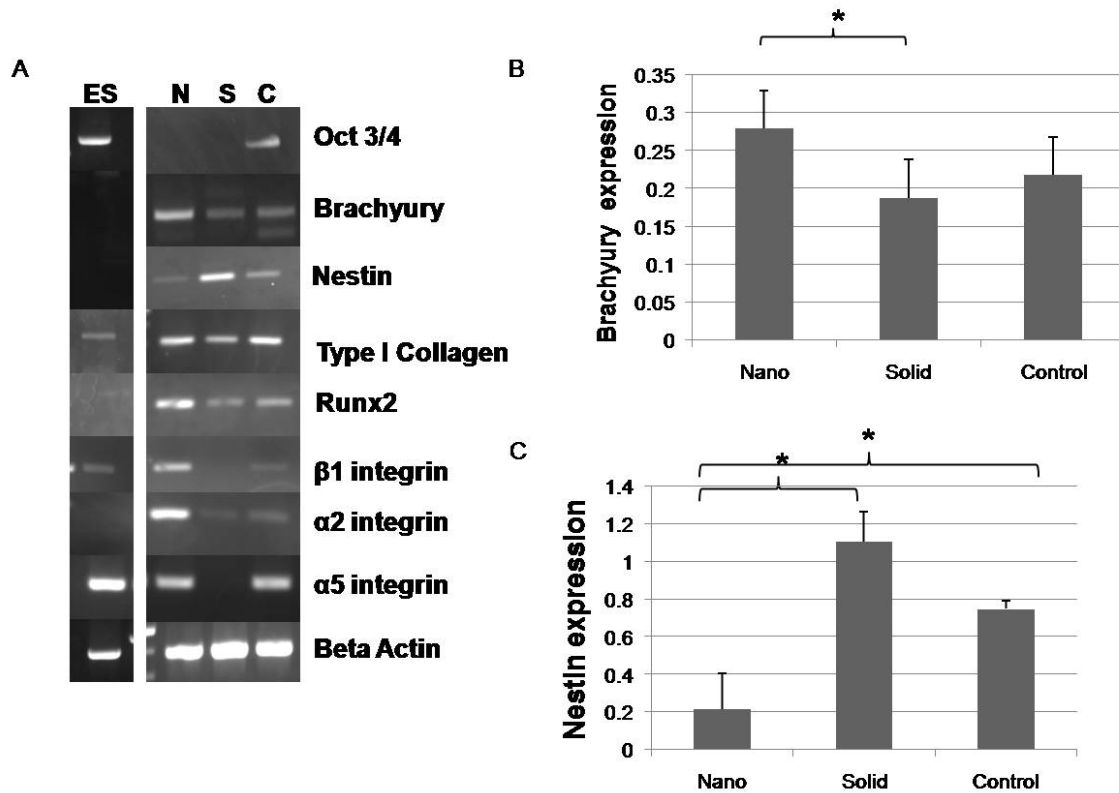 A
ES N S C
Oct 3/4
Brachyury
Nestin
Type I Collagen
Runx2
β1 integrin
α2 integrin
α5 integrin
Beta Actin
B
*
Brachyury expression
0.35
0.3
0.25
0.2
0.15
0.1
0.05
0
Nano Solid Control
C
*
*
Nestin expression
1.4
1.2
1
0.8
0.6
0.4
0.2
0
Nano Solid Control